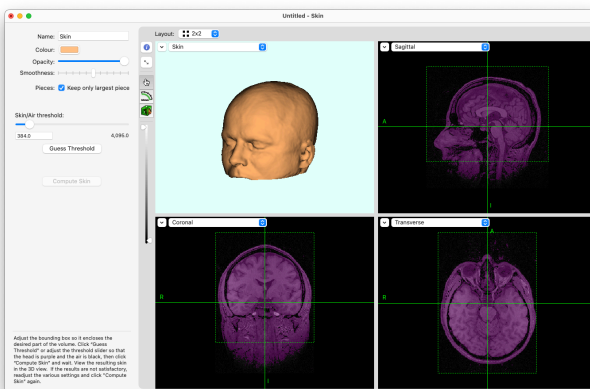 Untitled - Skin
Name: Skin
Colour:
Opacity:
Smoothness:
Pieces: Keep only largest piece
Skin/Air threshold:
384.0 4,095.0
Guess Threshold
Compute Skin
Adjust the bounding box so it encloses the
desired part of the volume. Click "Guess
Threshold" or adjust the threshold slider so that
the head is purple and the air is black, then click
"Compute Skin" and wait. View the resulting skin
in the 3D view. If the results are not satisfactory,
readjust the various settings and click "Compute
Skin" again.
Layout: 2x2
Skin
Sagittal
A
I
Coronal
R
I
Transverse
A
R